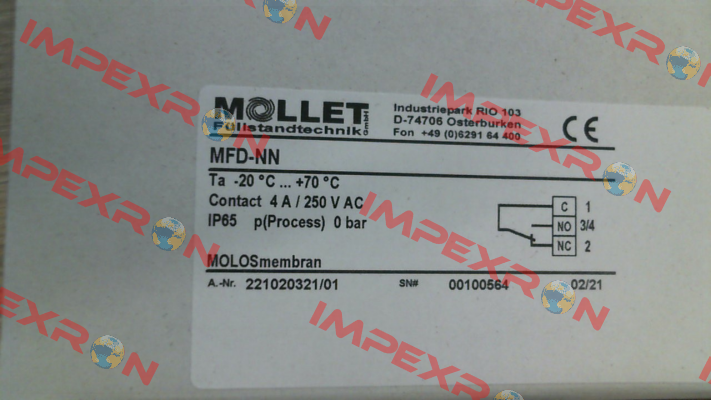 MOLLET
Füllstandtechnik GmbH
Industriepark RIO 103
D-74706 Osterburken
Fon +49 (0)6291 64 400
CE
MFD-NN
Ta -20 °C ... +70 °C
Contact 4 A / 250 V AC
IP65 p(Process) 0 bar
C 1
NO 3/4
NC 2
MOLOSmembran
A.-Nr. 221020321/01 SN# 00100564 02/21
IMPEXRON
IMPEXRON
IMPEXRON
IMPEXRON
IMPEXRON
IMPEXRON